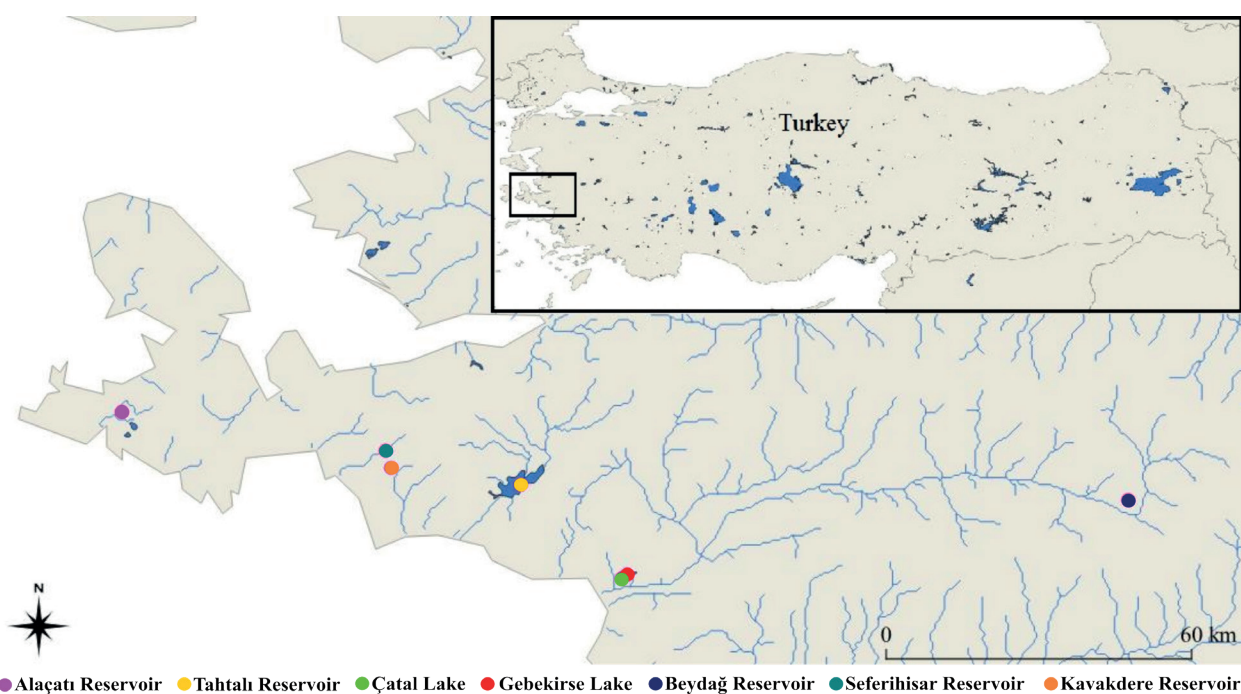 Turkey
N
0 60 km
Alaçatı Reservoir Tahtalı Reservoir Çatal Lake Gebekirse Lake Beydağ Reservoir Seferihisar Reservoir Kavakdere Reservoir